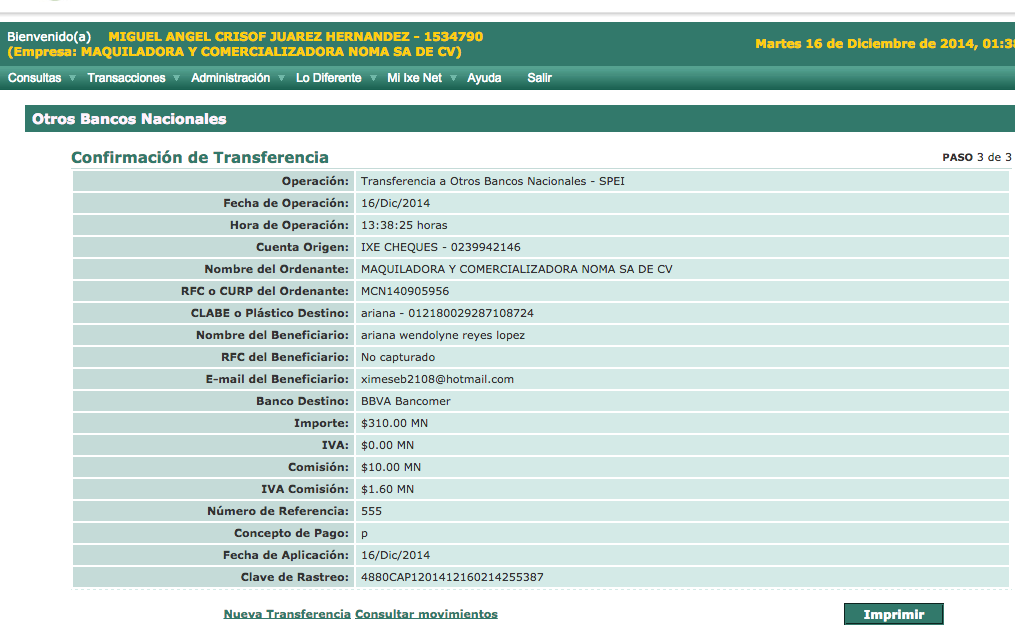 Bienvenido(a) MIGUEL ANGEL CRISOF JUAREZ HERNANDEZ - 1534790
(Empresa: MAQUILADORA Y COMERCIALIZADORA NOMA SA DE CV)
Martes 16 de Diciembre de 2014, 01:38
Consultas Transacciones Administración Lo Diferente Mi Ixe Net Ayuda Salir
Otros Bancos Nacionales
Confirmación de Transferencia PASO 3 de 3
Operación: Transferencia a Otros Bancos Nacionales - SPEI
Fecha de Operación: 16/Dic/2014
Hora de Operación: 13:38:25 horas
Cuenta Origen: IXE CHEQUES - 0239942146
Nombre del Ordenante: MAQUILADORA Y COMERCIALIZADORA NOMA SA DE CV
RFC o CURP del Ordenante: MCN140905956
CLABE o Plástico Destino: ariana - 012180029287108724
Nombre del Beneficiario: ariana wendolyne reyes lopez
RFC del Beneficiario: No capturado
E-mail del Beneficiario: ximeseb2108@hotmail.com
Banco Destino: BBVA Bancomer
Importe: $310.00 MN
IVA: $0.00 MN
Comisión: $10.00 MN
IVA Comisión: $1.60 MN
Número de Referencia: 555
Concepto de Pago: p
Fecha de Aplicación: 16/Dic/2014
Clave de Rastreo: 4880CAP1201412160214255387
Nueva Transferencia Consultar movimientos Imprimir